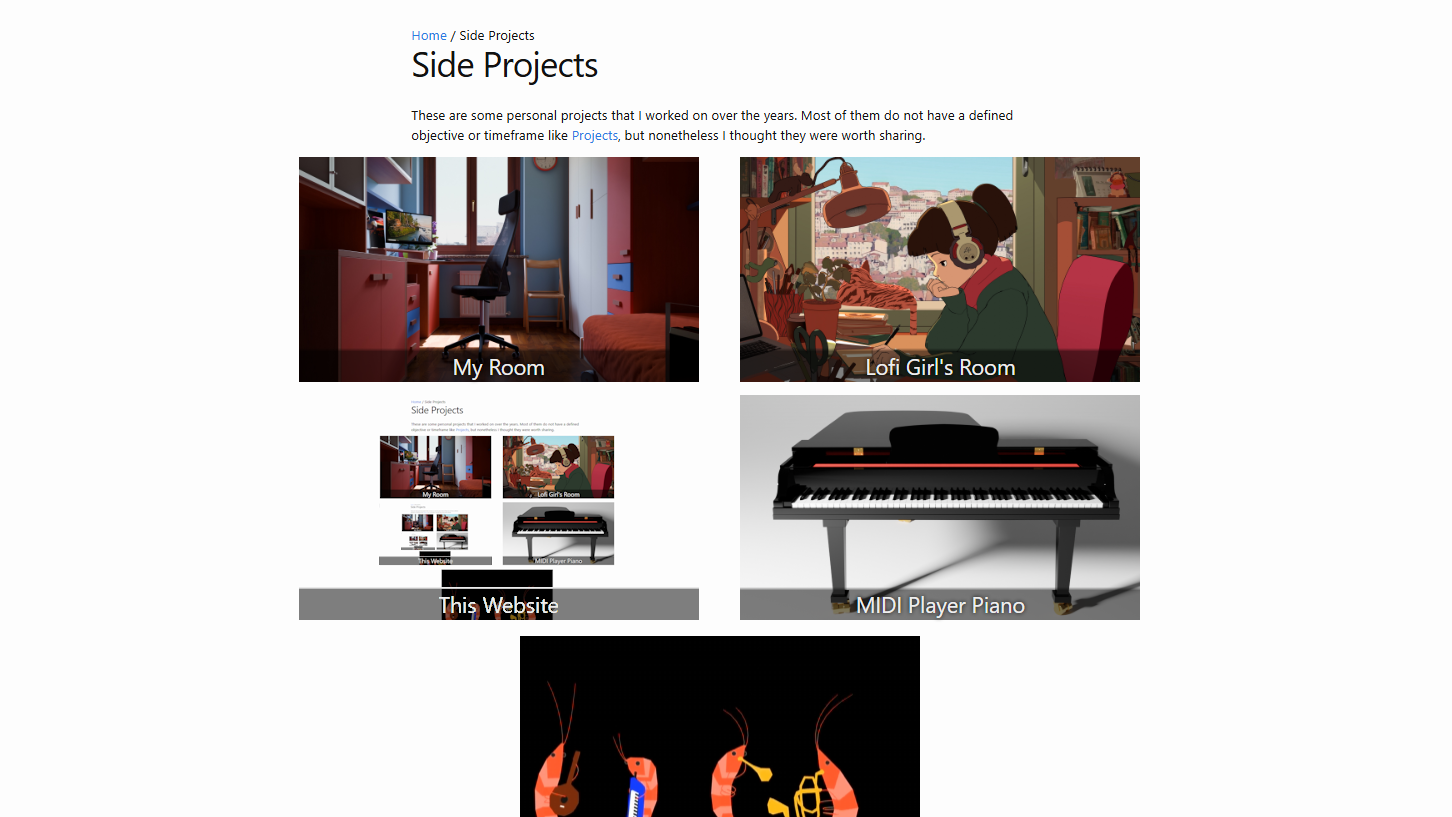 Home / Side Projects
Side Projects
These are some personal projects that I worked on over the years. Most of them do not have a defined
objective or timeframe like Projects, but nonetheless I thought they were worth sharing.
My Room
Lofi Girl's Room
Home / Side Projects
Side Projects
These are some personal projects that I worked on over the years. Most of them do not have a defined
objective or timeframe like Projects, but nonetheless I thought they were worth sharing.
My Room
Lofi Girl's Room
This Website
MIDI Player Piano
This Website
MIDI Player Piano